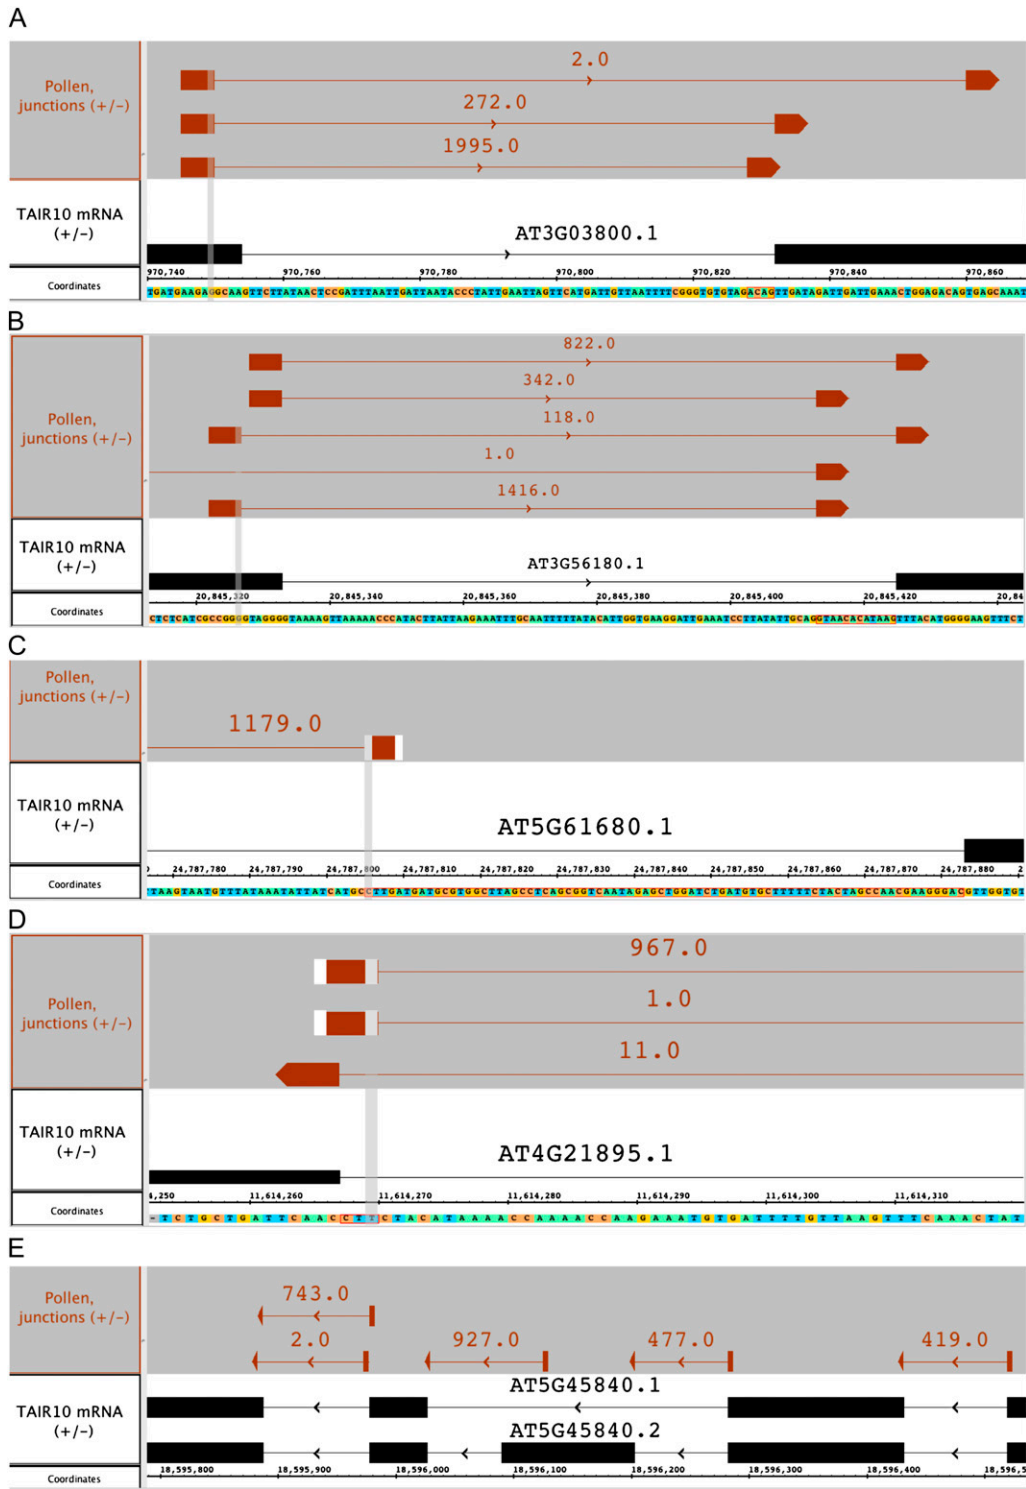 A
Pollen,
junctions (+/-)
2.0
272.0
1995.0
TAIR10 mRNA
(+/-)
AT3G03800.1
Coordinates
970,740 970,760 970,780 970,800 970,820 970,840 970,860
B
Pollen,
junctions (+/-)
822.0
342.0
118.0
1.0
1416.0
TAIR10 mRNA
(+/-)
AT3G56180.1
Coordinates
20,845,320 20,845,340 20,845,360 20,845,380 20,845,400 20,845,420 20,84
C
Pollen,
junctions (+/-)
1179.0
TAIR10 mRNA
(+/-)
AT5G61680.1
Coordinates
24,787,780 24,787,790 24,787,800 24,787,810 24,787,820 24,787,830 24,787,840 24,787,850 24,787,860 24,787,870 24,787,880
D
Pollen,
junctions (+/-)
967.0
1.0
11.0
TAIR10 mRNA
(+/-)
AT4G21895.1
Coordinates
4,250 11,614,260 11,614,270 11,614,280 11,614,290 11,614,300 11,614,310
TCTGCTGATTCAACCTTCTACATAAAACCAAAACCAAGAAATGTGATTTTGTTAAGTTTCAAACTAT
E
Pollen,
junctions (+/-)
743.0
2.0 927.0 477.0 419.0
TAIR10 mRNA
(+/-)
AT5G45840.1
AT5G45840.2
Coordinates
18,595,800 18,595,900 18,596,000 18,596,100 18,596,200 18,596,300 18,596,400 18,596,5